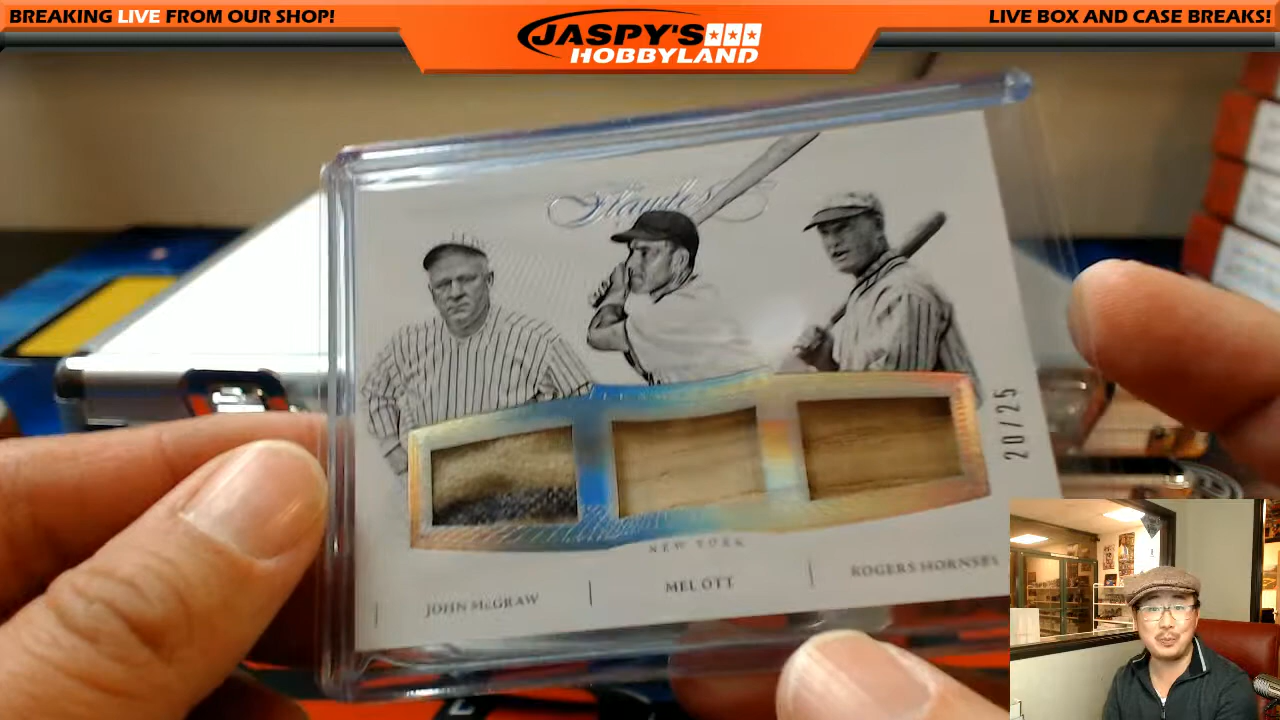 BREAKING LIVE FROM OUR SHOP!
JASPY'S
HOBBYLAND
LIVE BOX AND CASE BREAKS!
Flawless
20/25
NEW YORK
JOHN McGRAW
MEL OTT
ROGERS HORNSBY